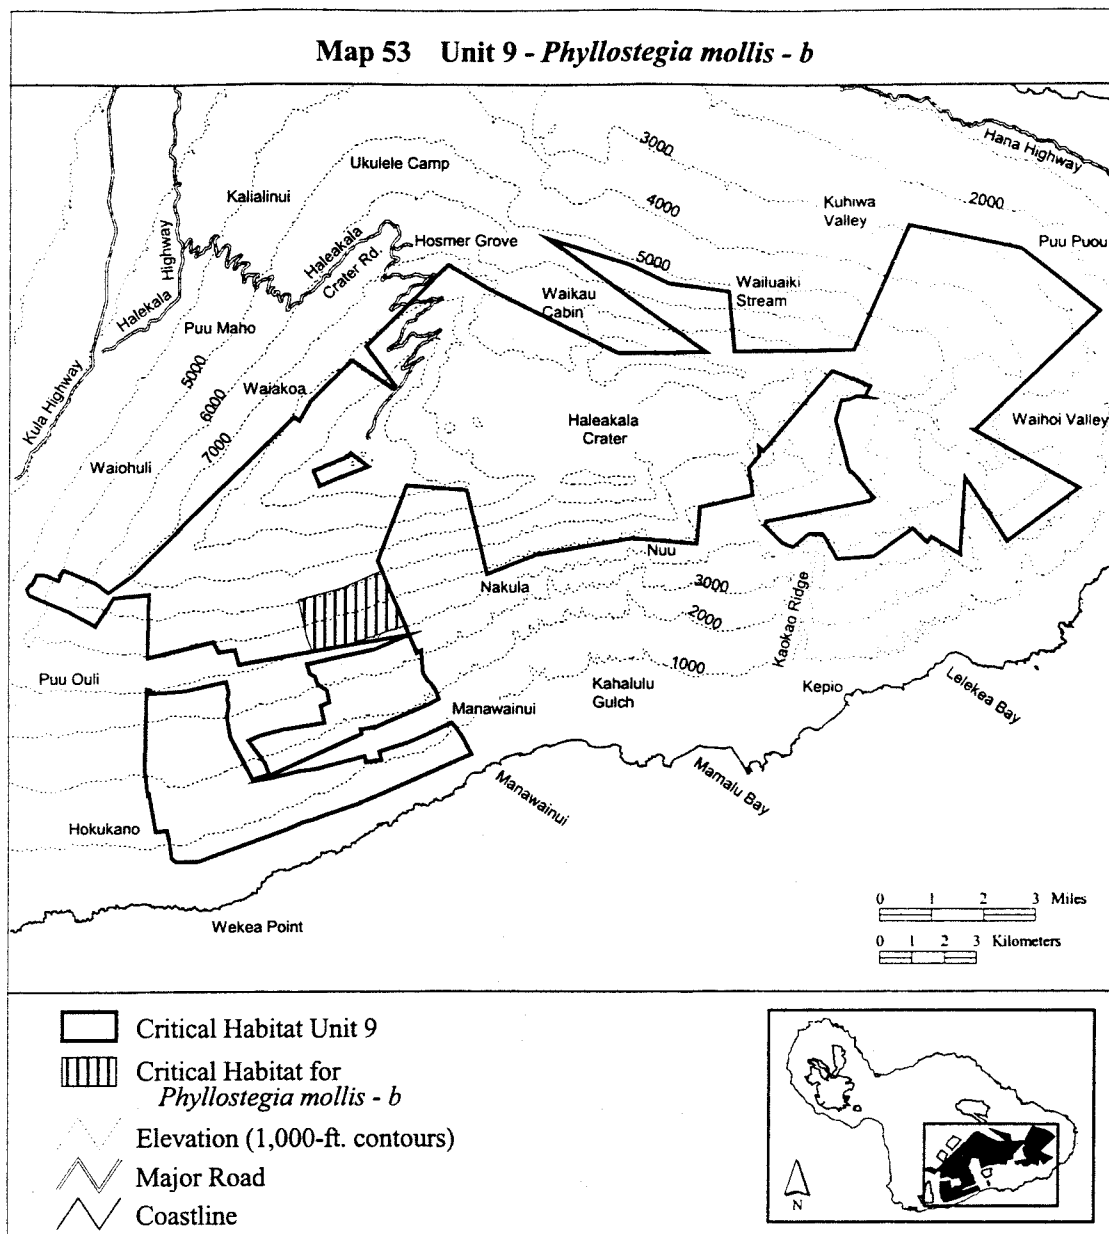 Map 53 Unit 9 - Phyllostegia mollis - b
Hana Highway
3000
Ukulele Camp
Kalialinui
4000
Kuhiwa
Valley
2000
Puu Puou
Halekala Highway
Haleakala
Crater Rd.
Hosmer Grove
5000
Wailuaiki
Stream
Waikau
Cabin
Puu Maho
Kula Highway
5000
6000
7000
Waiakoa
Haleakala
Crater
Waihoi Valley
Waiohuli
Nuu
Nakula
3000
2000
1000
Kaokao Ridge
Puu Ouli
Kahalulu
Gulch
Kepio
Lelekea Bay
Manawainui
Manawainui
Mamalu Bay
Hokukano
Wekea Point
0 1 2 3 Miles
0 1 2 3 Kilometers
Critical Habitat Unit 9
Critical Habitat for
Phyllostegia mollis - b
Elevation (1,000-ft. contours)
Major Road
Coastline
N